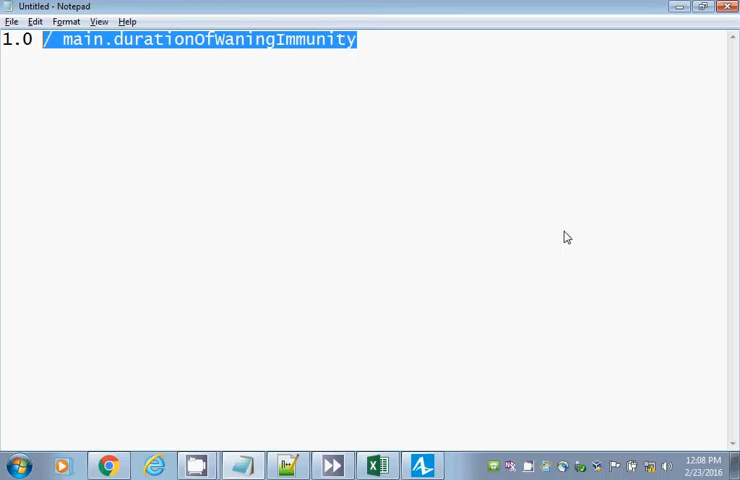 Untitled - Notepad
File Edit Format View Help
1.0 / main.durationOfWaningImmunity
12:08 PM
2/23/2016